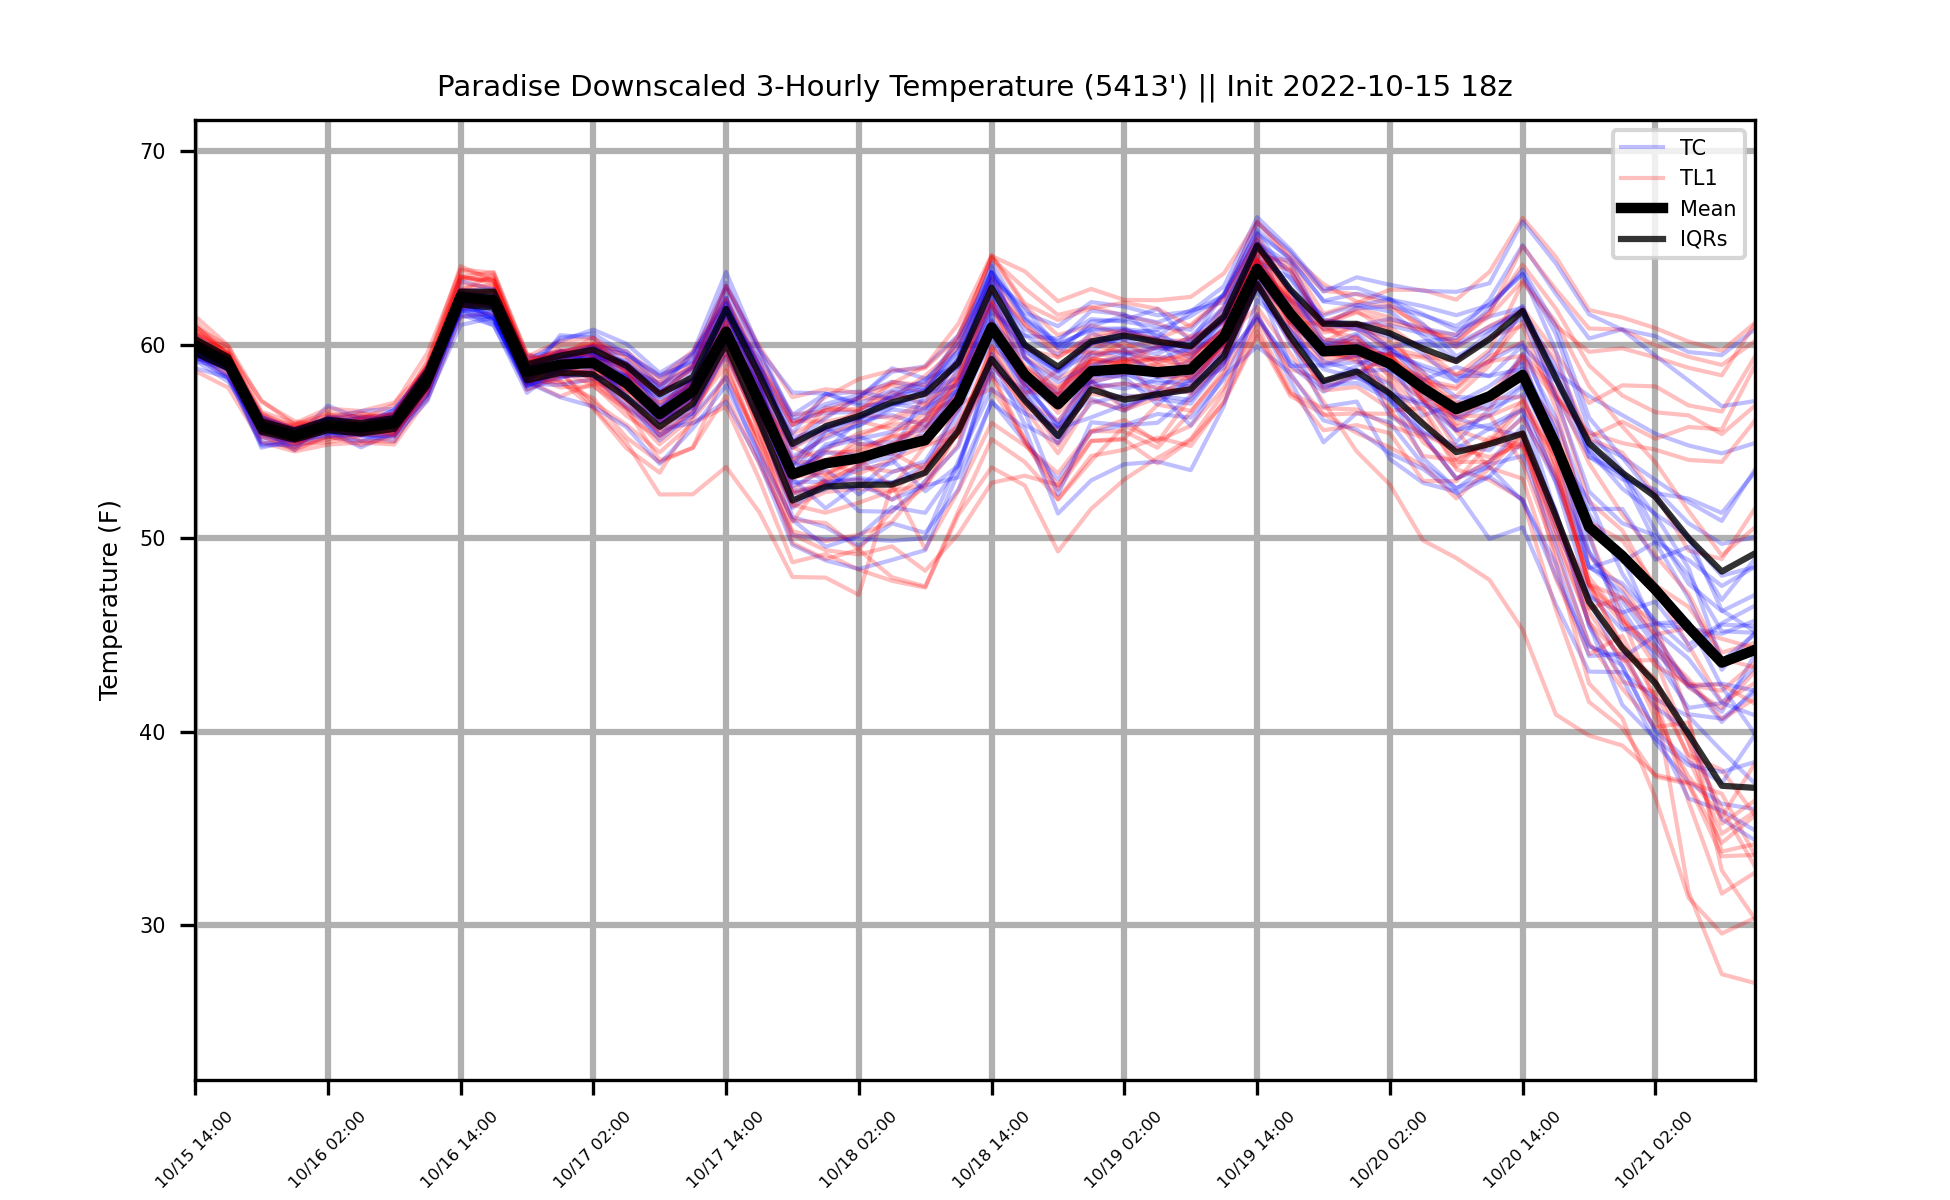 Paradise Downscaled 3-Hourly Temperature (5413') || Init 2022-10-15 18z
TC
TL1
Mean
IQRs
Temperature (F)
70
60
50
40
30
10/15 14:00
10/16 02:00
10/16 14:00
10/17 02:00
10/17 14:00
10/18 02:00
10/18 14:00
10/19 02:00
10/19 14:00
10/20 02:00
10/20 14:00
10/21 02:00